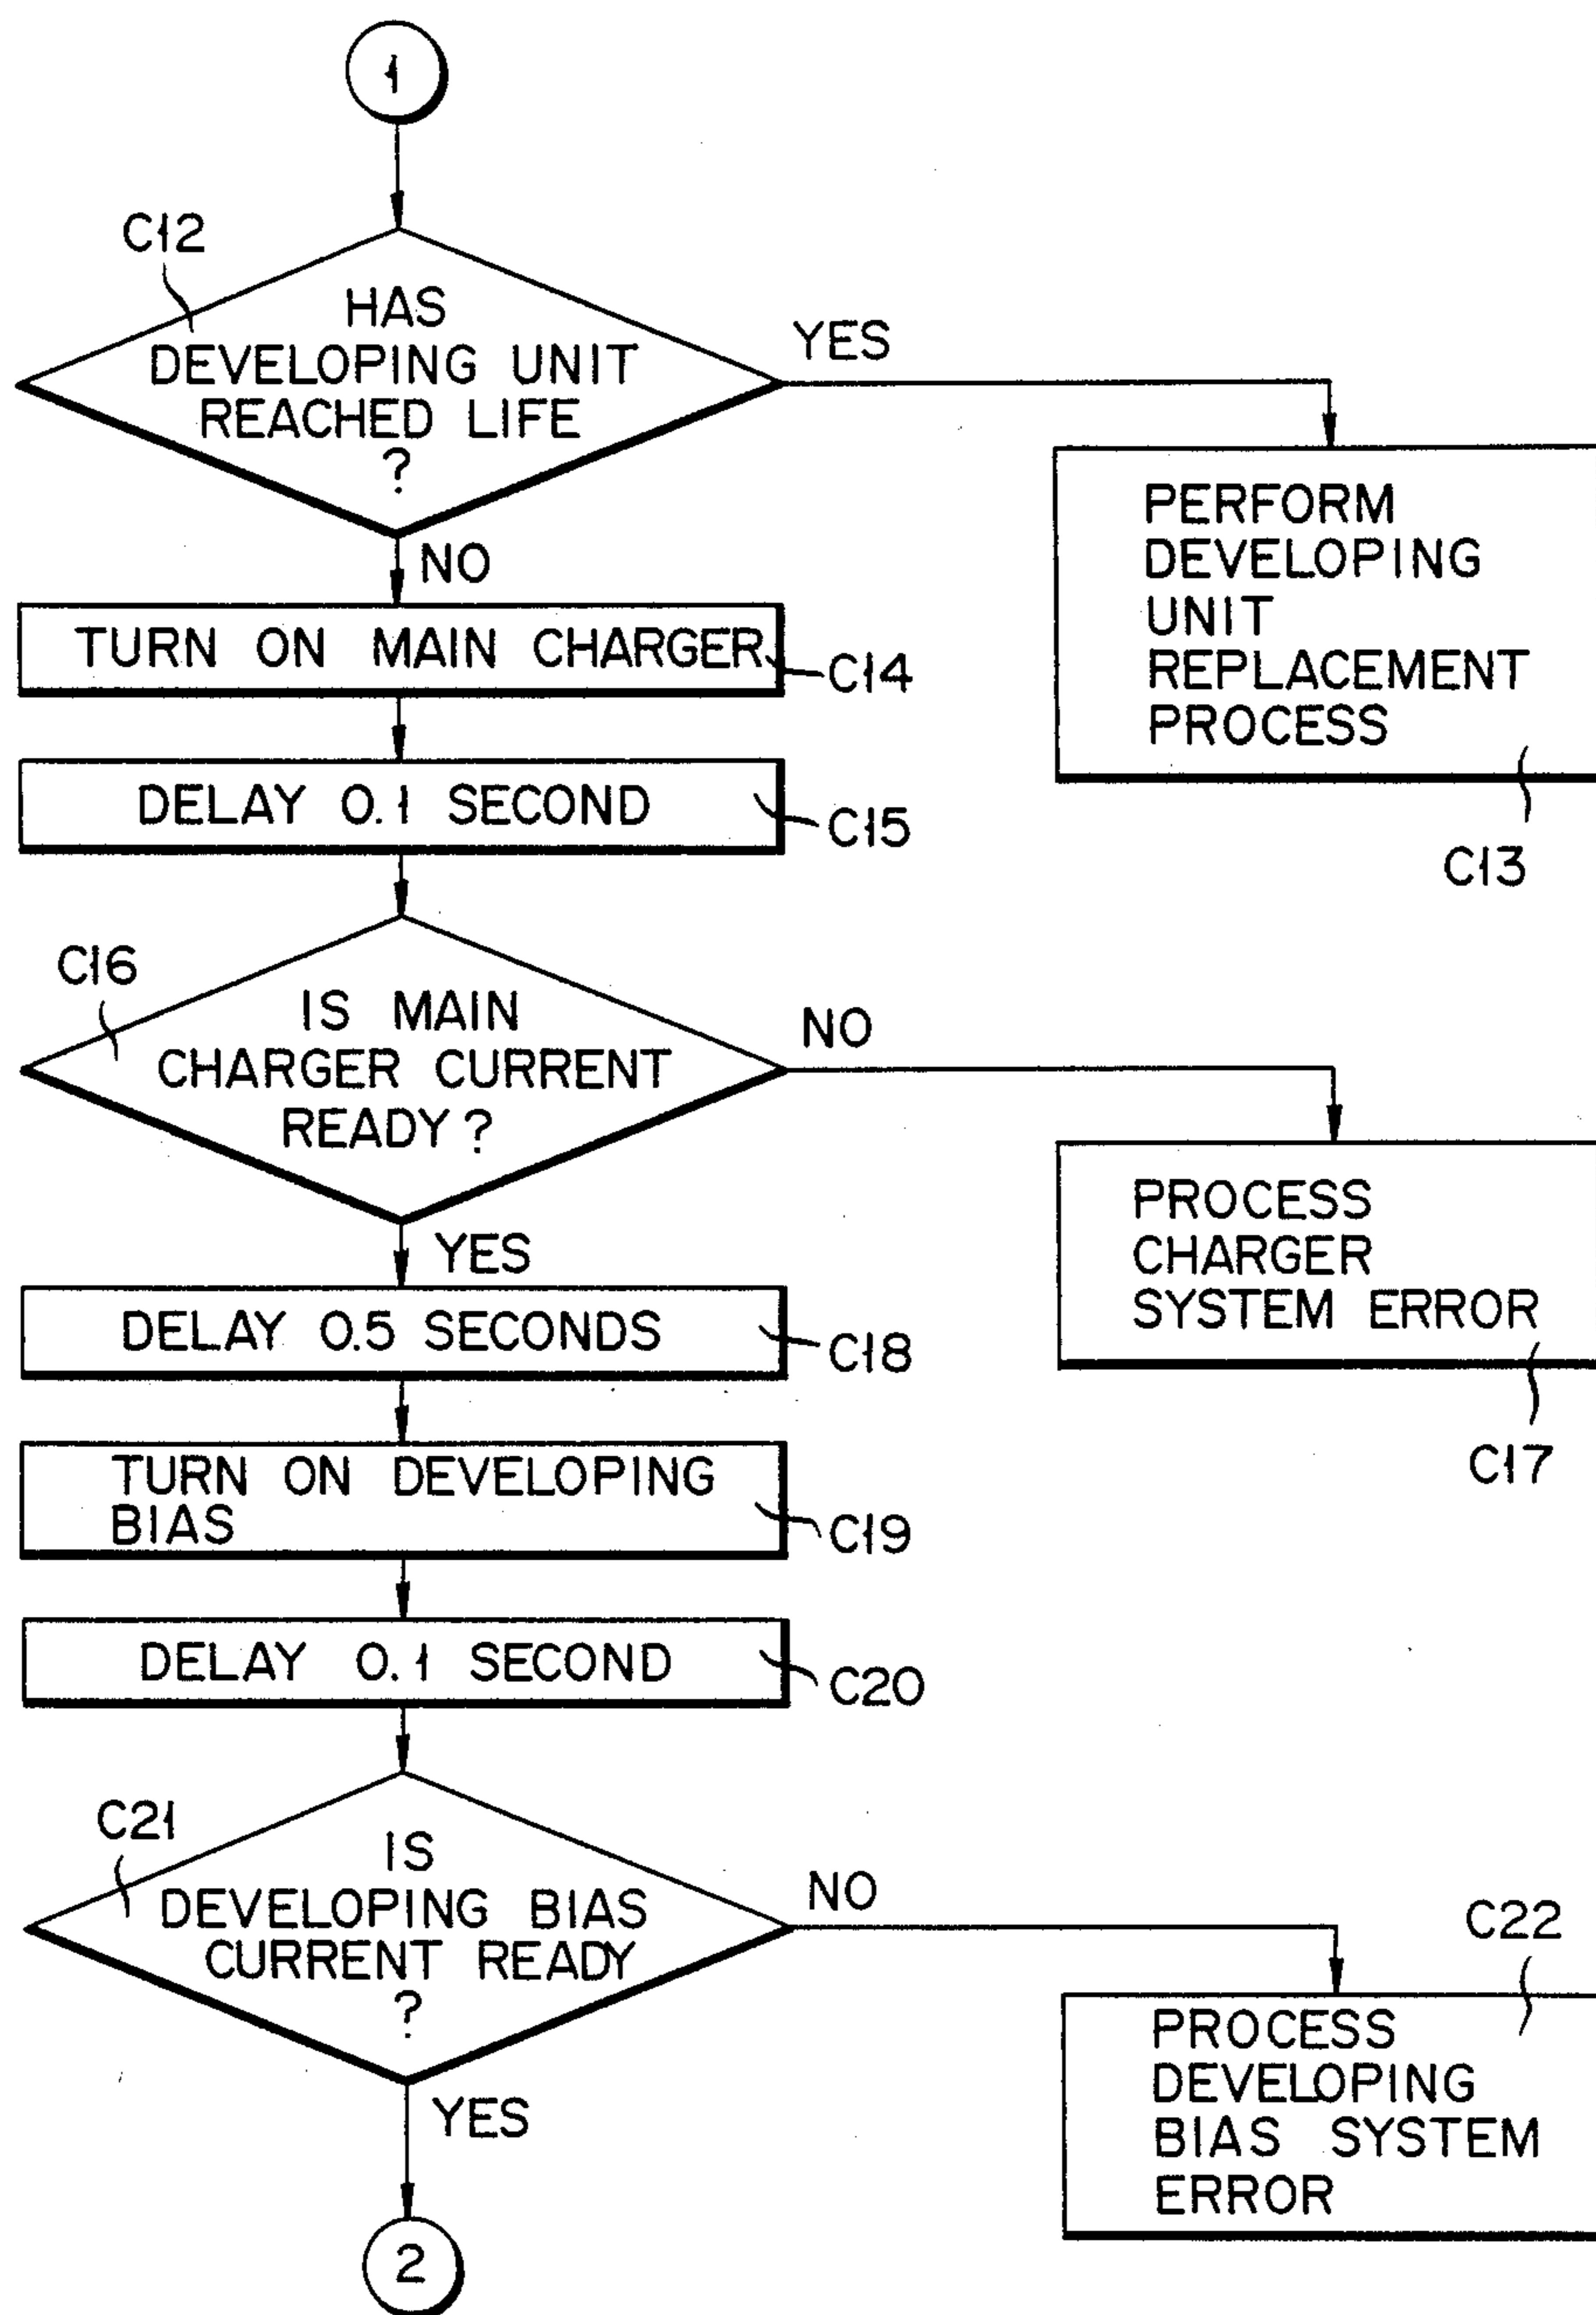 1
C12
HAS
DEVELOPING UNIT
REACHED LIFE
?
YES
NO
PERFORM
DEVELOPING
UNIT
REPLACEMENT
PROCESS
C13
TURN ON MAIN CHARGER
C14
DELAY 0.1 SECOND
C15
C16
IS MAIN
CHARGER CURRENT
READY?
NO
YES
PROCESS
CHARGER
SYSTEM ERROR
C17
DELAY 0.5 SECONDS
C18
TURN ON DEVELOPING
BIAS
C19
DELAY 0.1 SECOND
C20
C21
IS
DEVELOPING BIAS
CURRENT READY
?
NO
YES
C22
PROCESS
DEVELOPING
BIAS SYSTEM
ERROR
2